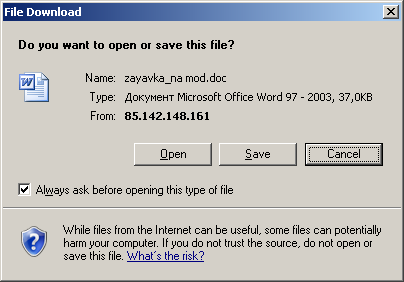 File Download
Do you want to open or save this file?
Name: zayavka_na mod.doc
Type: Документ Microsoft Office Word 97 - 2003, 37,0KB
From: 85.142.148.161
Open Save Cancel
Always ask before opening this type of file
While files from the Internet can be useful, some files can potentially
harm your computer. If you do not trust the source, do not open or
save this file. What's the risk?